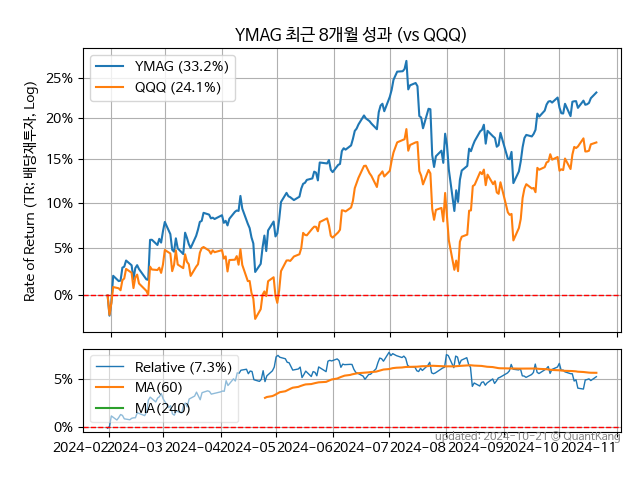 YMAG 최근 8개월 성과 (vs QQQ)
YMAG (33.2%)
QQQ (24.1%)
Rate of Return (TR: 배당재투자, Log)
25%
20%
15%
10%
5%
0%
Relative (7.3%)
MA(60)
MA(240)
5%
0%
2024-02
2024-03
2024-04
2024-05
2024-06
2024-07
2024-08
2024-09
2024-10
2024-11
updated: 2024-10-21 © QuantKang